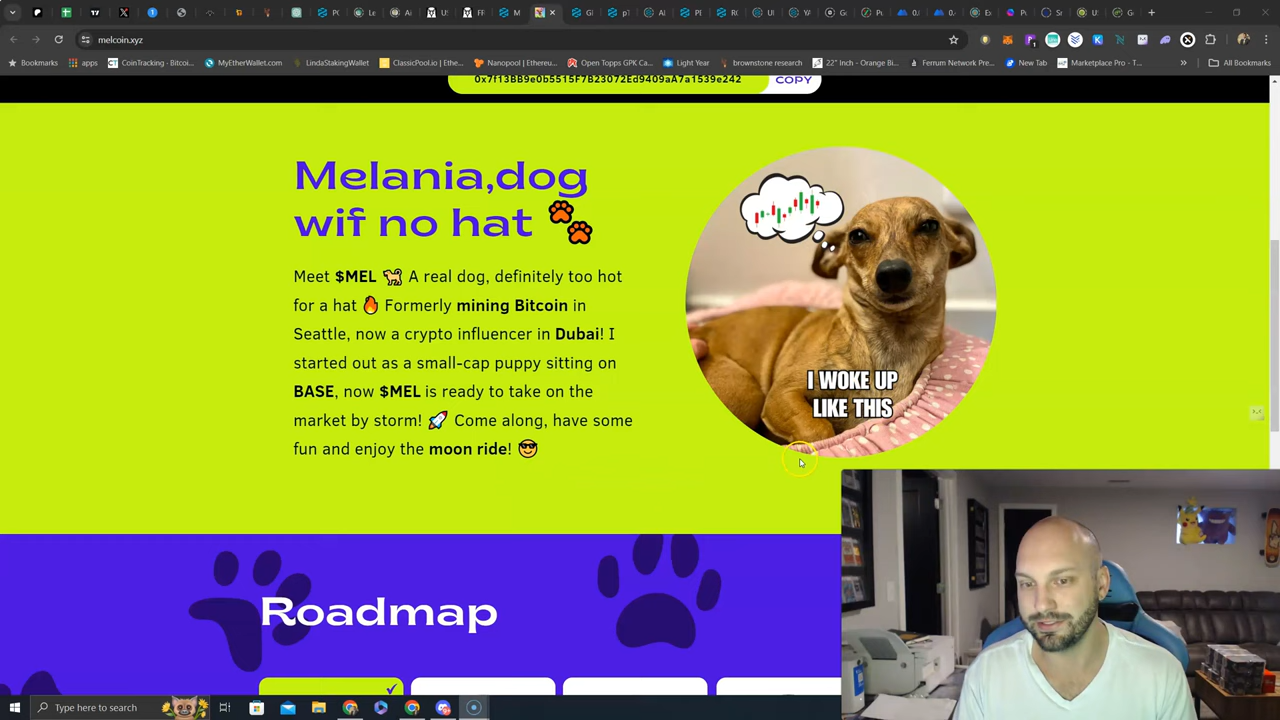 melcoin.xyz
Bookmarks
apps
CoinTracking - Bitcoi...
MyEtherWallet.com
LindaStakingWallet
ClassicPool.io | Ethe...
Nanopool | Ethereu...
Open Topps GPK Ca...
Light Year
brownstone research
22" Inch - Orange Bi...
Ferrum Network Pre...
New Tab
Marketplace Pro - T...
»
All Bookmarks
0x7f13BB9e0b5515F7B23072Ed9409aA7a1539e242
COPY
Melania,dog
wif no hat
Meet $MEL 🐕 A real dog, definitely too hot
for a hat 🔥 Formerly mining Bitcoin in
Seattle, now a crypto influencer in Dubai! I
started out as a small-cap puppy sitting on
BASE, now $MEL is ready to take on the
market by storm! 🚀 Come along, have some
fun and enjoy the moon ride! 😎
I WOKE UP
LIKE THIS
Roadmap
Type here to search